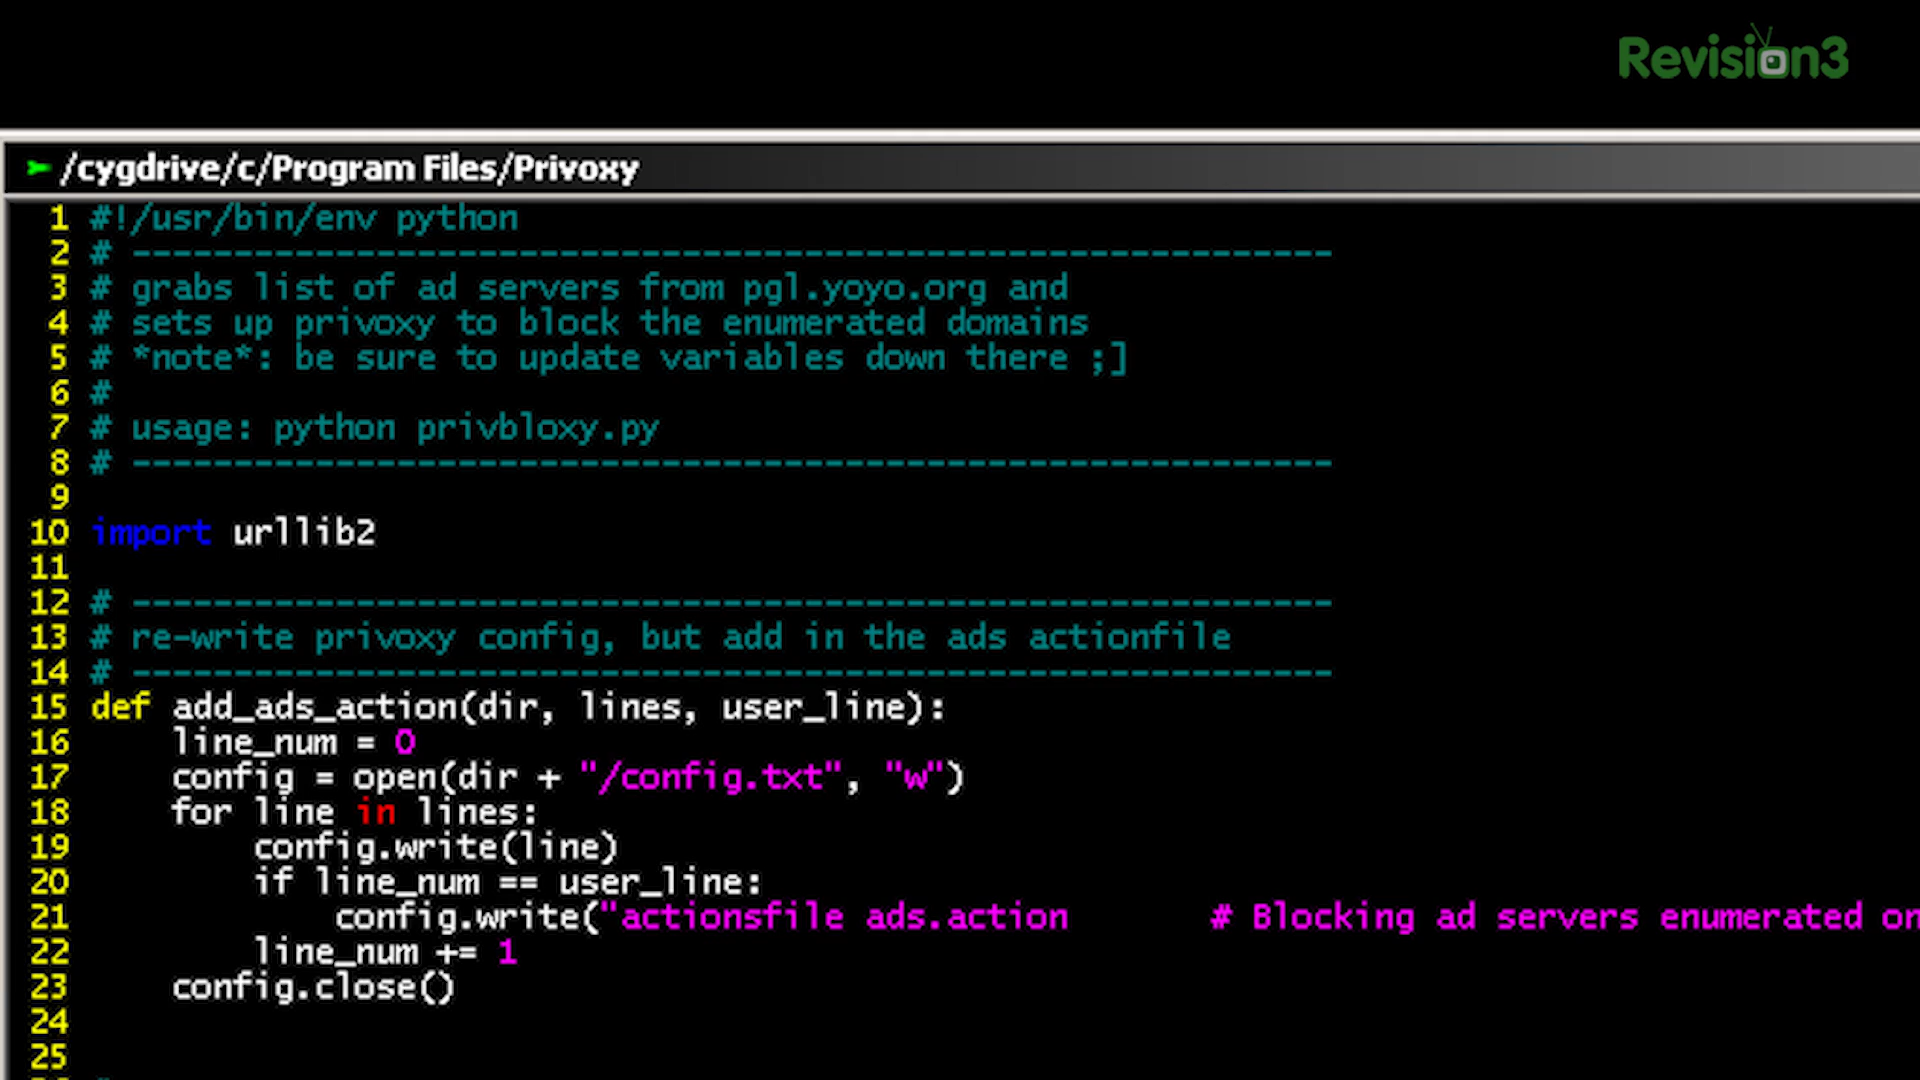 Revision3
/cygdrive/c/Program Files/Privoxy
1 #!/usr/bin/env python
2 # -----------------------------------------------------------
3 # grabs list of ad servers from pgl.yoyo.org and
4 # sets up privoxy to block the enumerated domains
5 # *note*: be sure to update variables down there ;]
6 #
7 # usage: python privbloxy.py
8 # -----------------------------------------------------------
9
10 import urllib2
11
12 # -----------------------------------------------------------
13 # re-write privoxy config, but add in the ads actionfile
14 # -----------------------------------------------------------
15 def add_ads_action(dir, lines, user_line):
16     line_num = 0
17     config = open(dir + "/config.txt", "w")
18     for line in lines:
19         config.write(line)
20         if line_num == user_line:
21             config.write("actionsfile ads.action       # Blocking ad servers enumerated on
22         line_num += 1
23     config.close()
24
25